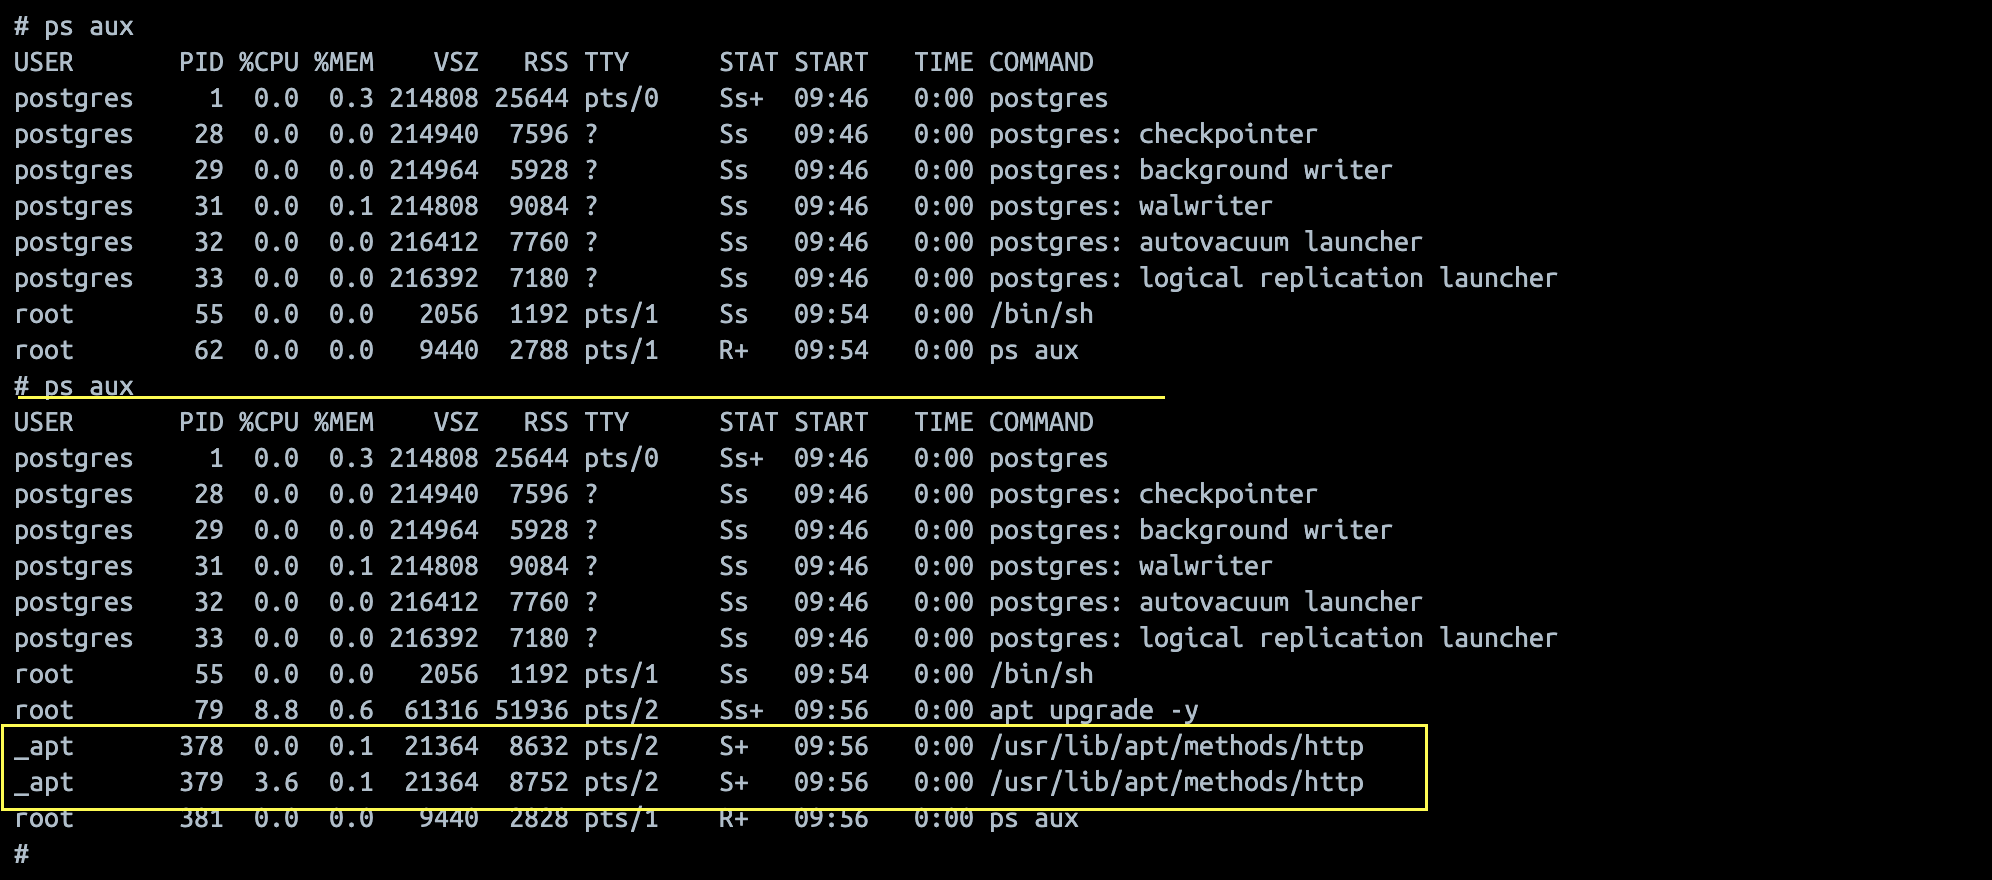 # ps aux
USER       PID %CPU %MEM    VSZ   RSS TTY      STAT START   TIME COMMAND
postgres     1  0.0  0.3 214808 25644 pts/0    Ss+  09:46   0:00 postgres
postgres    28  0.0  0.0 214940  7596 ?        Ss   09:46   0:00 postgres: checkpointer
postgres    29  0.0  0.0 214964  5928 ?        Ss   09:46   0:00 postgres: background writer
postgres    31  0.0  0.1 214808  9084 ?        Ss   09:46   0:00 postgres: walwriter
postgres    32  0.0  0.0 216412  7760 ?        Ss   09:46   0:00 postgres: autovacuum launcher
postgres    33  0.0  0.0 216392  7180 ?        Ss   09:46   0:00 postgres: logical replication launcher
root        55  0.0  0.0   2056  1192 pts/1    Ss   09:54   0:00 /bin/sh
root        62  0.0  0.0   9440  2788 pts/1    R+   09:54   0:00 ps aux
# ps aux
USER       PID %CPU %MEM    VSZ   RSS TTY      STAT START   TIME COMMAND
postgres     1  0.0  0.3 214808 25644 pts/0    Ss+  09:46   0:00 postgres
postgres    28  0.0  0.0 214940  7596 ?        Ss   09:46   0:00 postgres: checkpointer
postgres    29  0.0  0.0 214964  5928 ?        Ss   09:46   0:00 postgres: background writer
postgres    31  0.0  0.1 214808  9084 ?        Ss   09:46   0:00 postgres: walwriter
postgres    32  0.0  0.0 216412  7760 ?        Ss   09:46   0:00 postgres: autovacuum launcher
postgres    33  0.0  0.0 216392  7180 ?        Ss   09:46   0:00 postgres: logical replication launcher
root        55  0.0  0.0   2056  1192 pts/1    Ss   09:54   0:00 /bin/sh
root        79  8.8  0.6  61316 51936 pts/2    Ss+  09:56   0:00 apt upgrade -y
_apt       378  0.0  0.1  21364  8632 pts/2    S+   09:56   0:00 /usr/lib/apt/methods/http
_apt       379  3.6  0.1  21364  8752 pts/2    S+   09:56   0:00 /usr/lib/apt/methods/http
root       381  0.0  0.0   9440  2828 pts/1    R+   09:56   0:00 ps aux
#